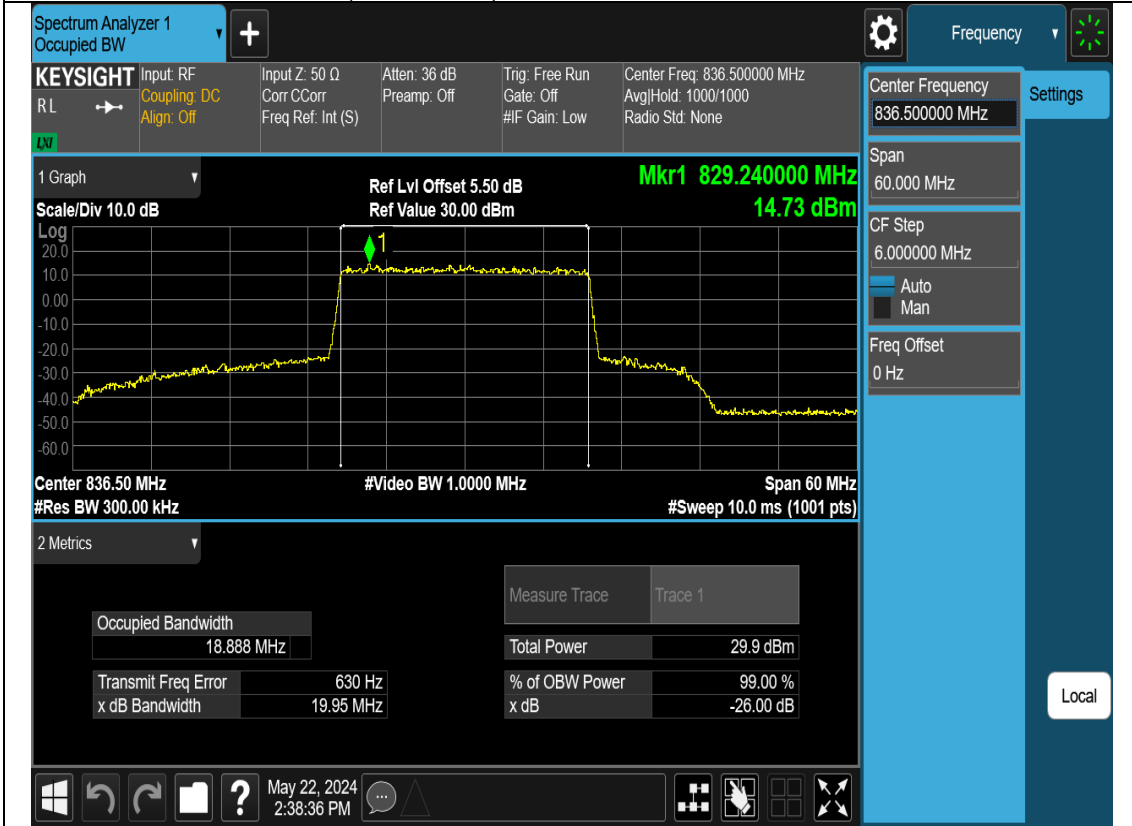 Spectrum Analyzer 1
Occupied BW
+
Frequency
KEYSIGHT
R L
LXI
Input: RF
Coupling: DC
Align: Off
Input Z: 50 Ω
Corr CCorr
Freq Ref: Int (S)
Atten: 36 dB
Preamp: Off
Trig: Free Run
Gate: Off
#IF Gain: Low
Center Freq: 836.500000 MHz
Avg|Hold: 1000/1000
Radio Std: None
Center Frequency
836.500000 MHz
Settings
Span
60.000 MHz
CF Step
6.000000 MHz
Auto
Man
Freq Offset
0 Hz
Local
1 Graph
Scale/Div 10.0 dB
Ref Lvl Offset 5.50 dB
Ref Value 30.00 dBm
Mkr1 829.240000 MHz
14.73 dBm
Log
20.0
10.0
0.00
-10.0
-20.0
-30.0
-40.0
-50.0
-60.0
1
Center 836.50 MHz
#Video BW 1.0000 MHz
Span 60 MHz
#Res BW 300.00 kHz
#Sweep 10.0 ms (1001 pts)
2 Metrics
Measure Trace Trace 1
Occupied Bandwidth
18.888 MHz
Total Power 29.9 dBm
Transmit Freq Error 630 Hz
% of OBW Power 99.00 %
x dB Bandwidth 19.95 MHz
x dB -26.00 dB
?
May 22, 2024
2:38:36 PM